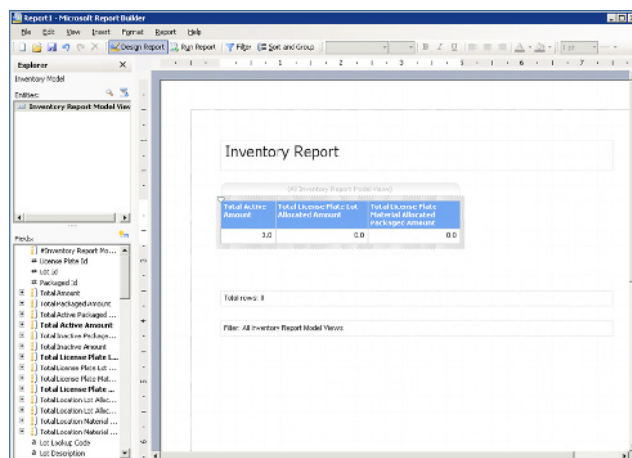 Report1 - Microsoft Report Builder
File Edit View Insert Format Report Help
Design Report Run Report Filter Sort and Group B I U A 1 pt
Explorer
Inventory Model
Entities:
Inventory Report Model View
Fields:
#Inventory Report Mo...
# License Plate Id
# Lot Id
# Packaged Id
Total Amount
Total Packaged Amount
Total Active Packaged ...
Total Active Amount
Total Inactive Package...
Total Inactive Amount
Total License Plate L...
Total License Plate Lot ...
Total License Plate Mat...
Total License Plate ...
Total Location Lot Alloc...
Total Location Lot Alloc...
Total Location Material ...
Total Location Material ...
a Lot Lookup Code
a Lot Description
Inventory Report
(All Inventory Report Model Views)
Total Active Amount
Total License Plate Lot Allocated Amount
Total License Plate Material Allocated Packaged Amount
0.0 0.0
Filter: All Inventory Report Model Views